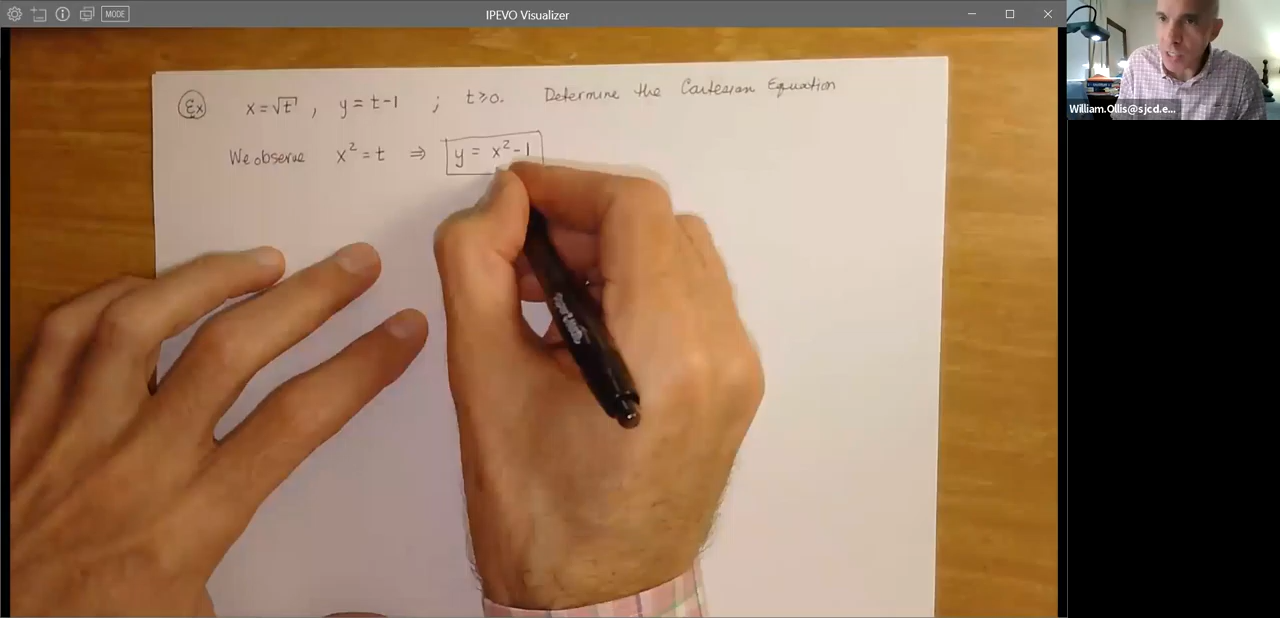 IPEVO Visualizer
MODE
William.Ollis@sjcd.e...
Ex x = √t , y = t-1 ; t≥0. Determine the Cartesian Equation
We observe x² = t ⇒ y = x²-1